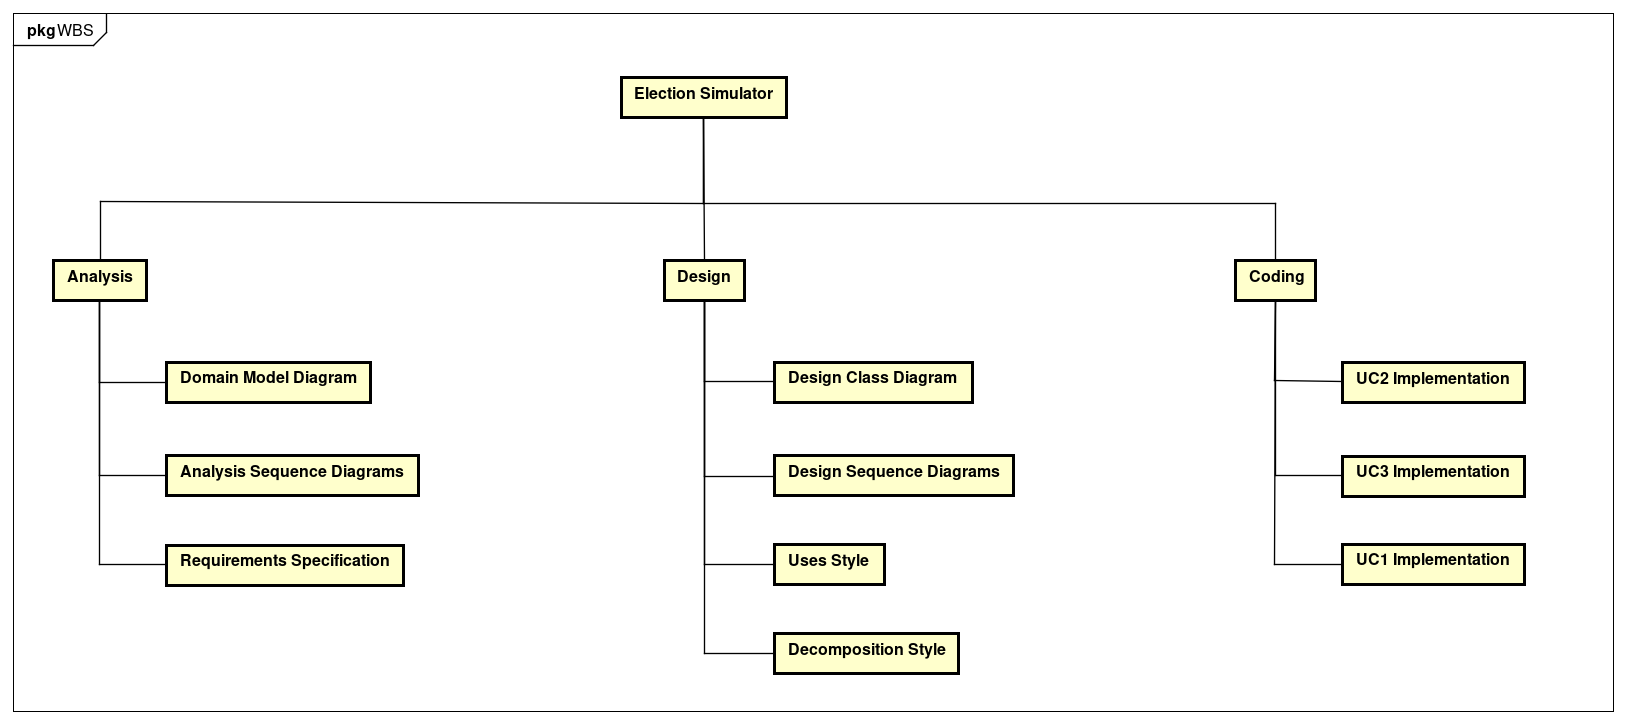 pkg WBS
Election Simulator
Analysis
Design
Coding
Domain Model Diagram
Design Class Diagram
UC2 Implementation
Analysis Sequence Diagrams
Design Sequence Diagrams
UC3 Implementation
Requirements Specification
Uses Style
UC1 Implementation
Decomposition Style